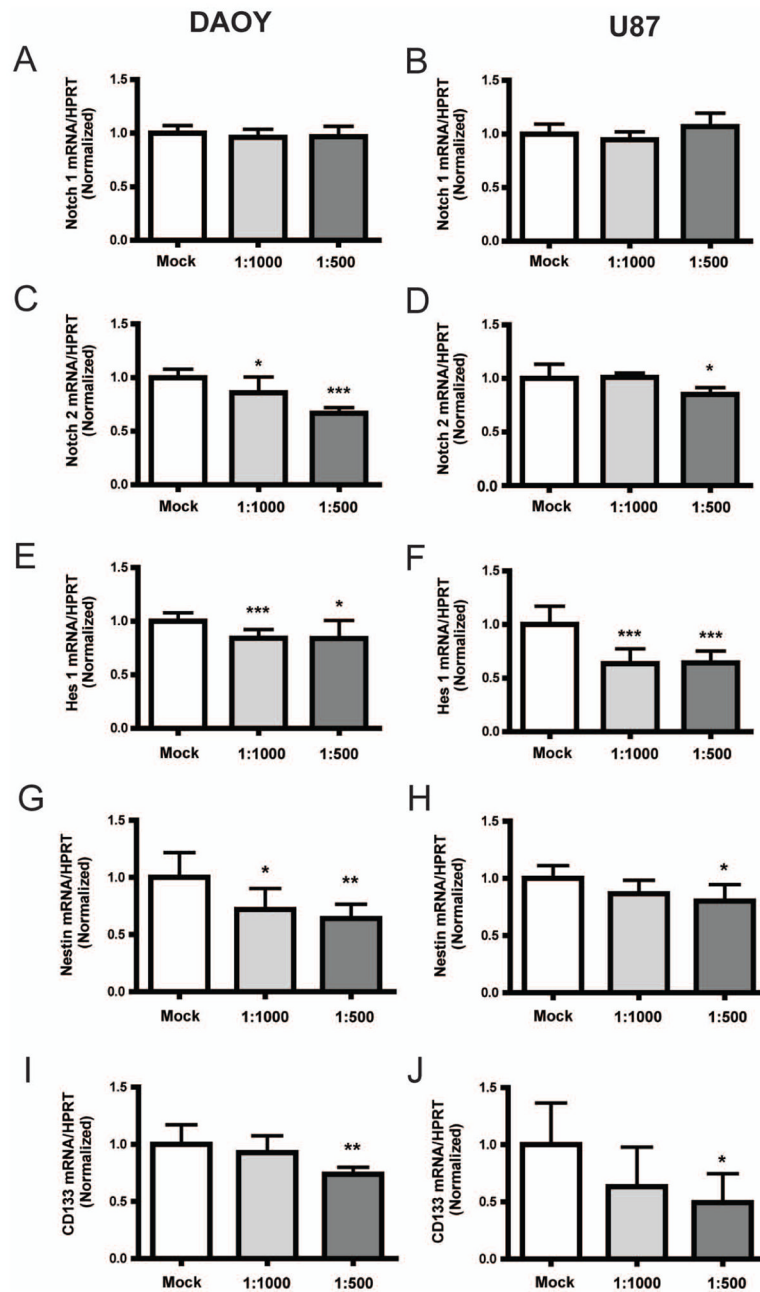 DAOY
U87
A
Notch 1 mRNA/HPRT
(Normalized)
1.5
1.0
0.5
0.0
Mock 1:1000 1:500
B
Notch 1 mRNA/HPRT
(Normalized)
1.5
1.0
0.5
0.0
Mock 1:1000 1:500
C
Notch 2 mRNA/HPRT
(Normalized)
1.5
1.0
0.5
0.0
*
***
Mock 1:1000 1:500
D
Notch 2 mRNA/HPRT
(Normalized)
1.5
1.0
0.5
0.0
*
Mock 1:1000 1:500
E
Hes 1 mRNA/HPRT
(Normalized)
1.5
1.0
0.5
0.0
***
*
Mock 1:1000 1:500
F
Hes 1 mRNA/HPRT
(Normalized)
1.5
1.0
0.5
0.0
***
***
Mock 1:1000 1:500
G
Nestin mRNA/HPRT
(Normalized)
1.5
1.0
0.5
0.0
*
**
Mock 1:1000 1:500
H
Nestin mRNA/HPRT
(Normalized)
1.5
1.0
0.5
0.0
*
Mock 1:1000 1:500
I
CD133 mRNA/HPRT
(Normalized)
1.5
1.0
0.5
0.0
**
Mock 1:1000 1:500
J
CD133 mRNA/HPRT
(Normalized)
1.5
1.0
0.5
0.0
*
Mock 1:1000 1:500